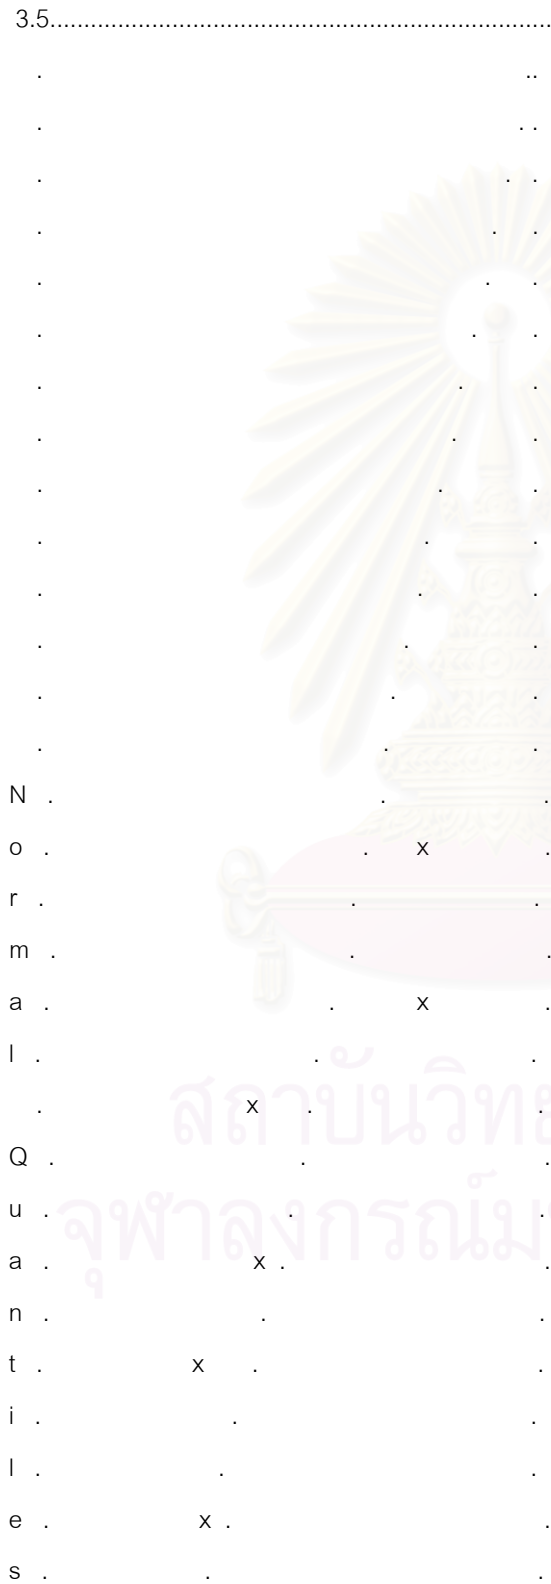 3.5..........................................................................
. ..
. . .
. . .
. . .
. . .
. . .
. . .
. . .
. . .
. . .
. . .
. . .
. . .
. . .
N . . .
o . . x .
r . . .
m . . .
a . . x .
l . . .
. x . .
Q . . .
u . . .
a . x . .
n . . .
t . x . .
i . . .
l . . .
e . x . .
s . . .
สถาบันวิทย
จุฬาลงกรณ์ม